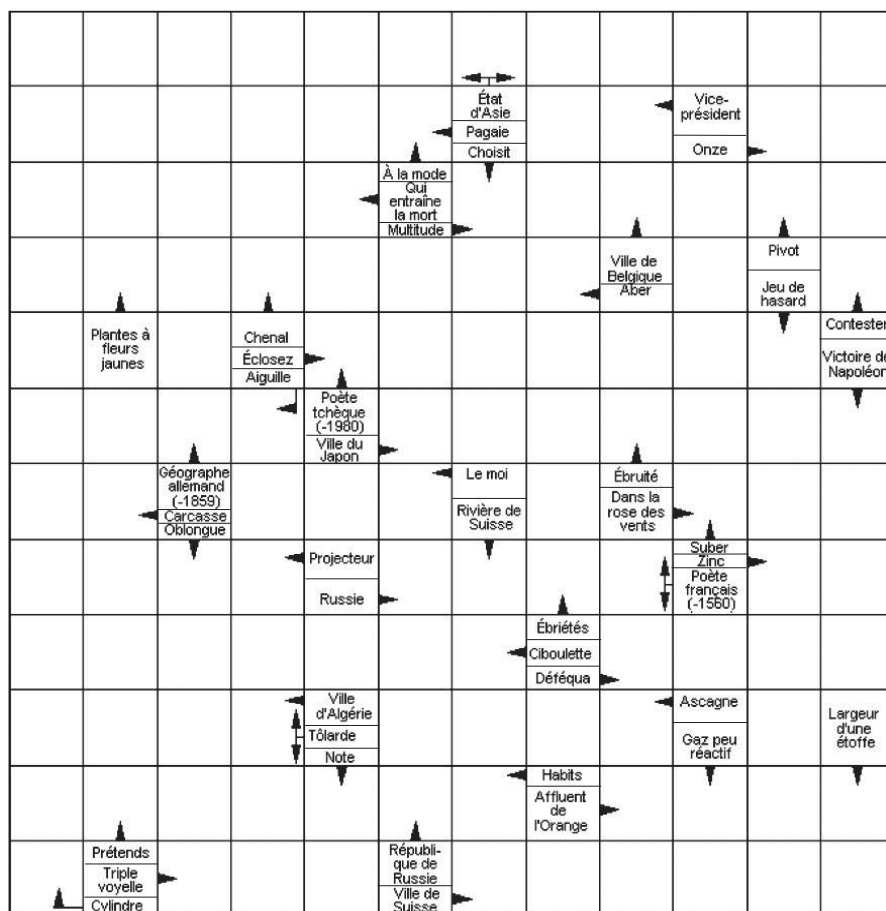 État
d'Asie
Pagaie
Choisit
Vice-
président
Onze
À la mode
Qui
entraîne
la mort
Multitude
Ville de
Belgique
Aber
Pivot
Jeu de
hasard
Plantes à
fleurs
jaunes
Chenal
Éclosez
Aiguille
Contester
Victoire de
Napoléon
Poète
tchèque
(-1980)
Ville du
Japon
Géographe
allemand
(-1859)
Carcasse
Oblongue
Le moi
Rivière de
Suisse
Ébruité
Dans la
rose des
vents
Projecteur
Russie
Suber
Zinc
Poète
français
(-1560)
Ébriétés
Ciboulette
Déféqua
Ville
d'Algérie
Tôlarde
Note
Ascagne
Gaz peu
réactif
Largeur
d'une
étoffe
Habits
Affluent
de
l'Orange
Prétends
Triple
voyelle
Cylindre
Républi-
que de
Russie
Ville de
Suisse